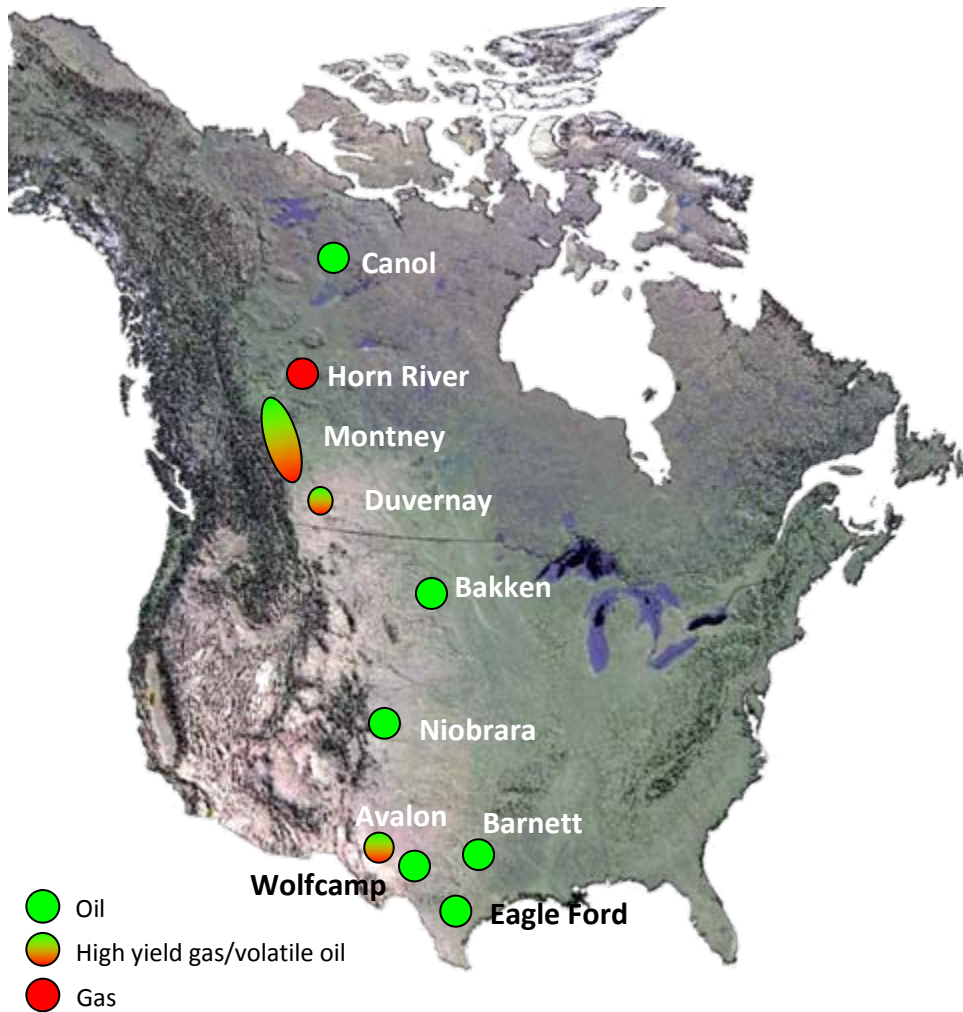 Canol
Horn River
Montney
Duvernay
Bakken
Niobrara
Avalon
Barnett
Wolfcamp
Eagle Ford
Oil
High yield gas/volatile oil
Gas